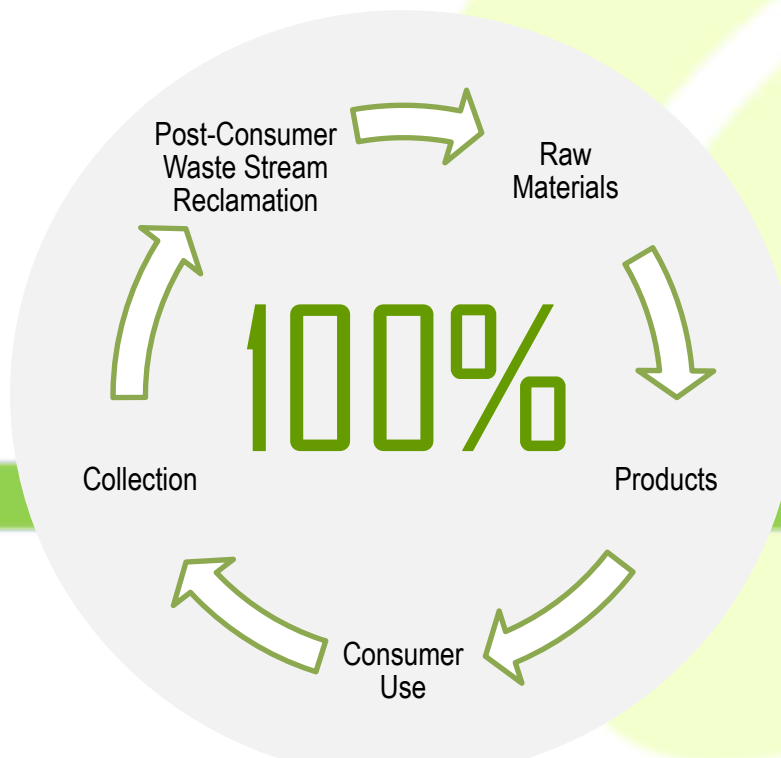 Post-Consumer
Waste Stream
Reclamation
Raw
Materials
100%
Collection
Products
Consumer
Use